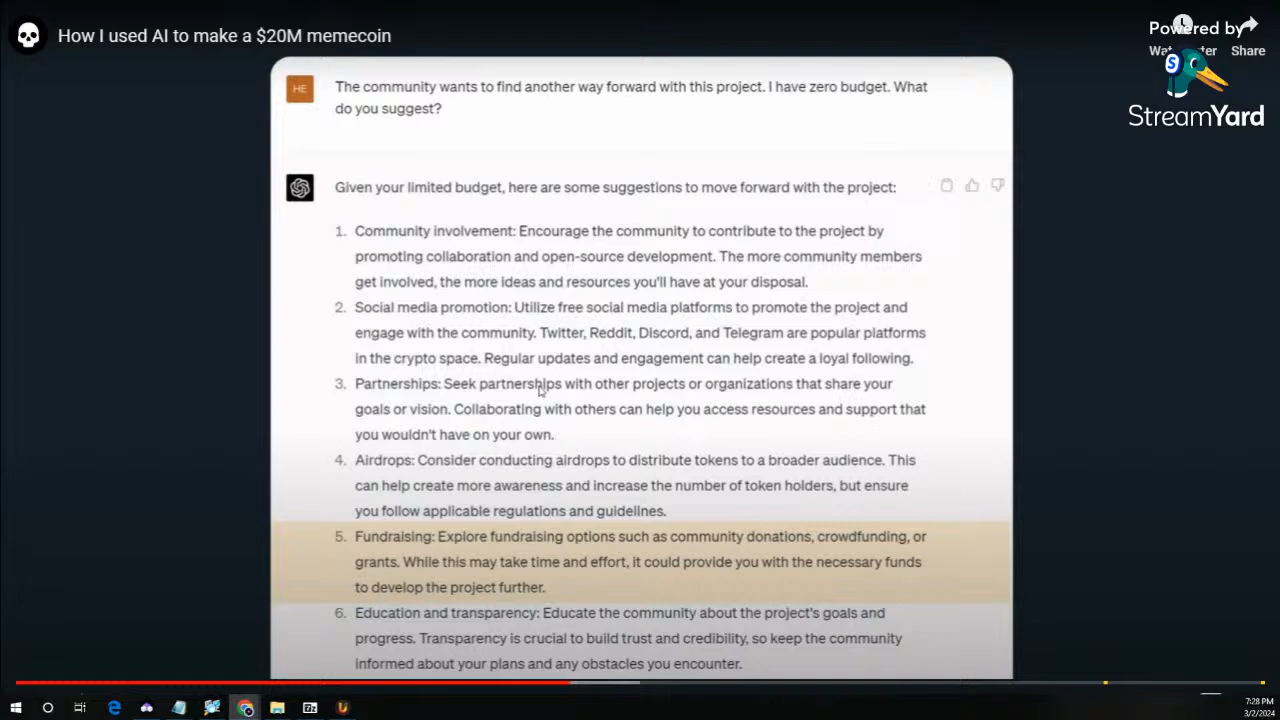 How I used AI to make a $20M memecoin
Powered by
Share
StreamYard
HE
The community wants to find another way forward with this project. I have zero budget. What
do you suggest?
Given your limited budget, here are some suggestions to move forward with the project:
1. Community involvement: Encourage the community to contribute to the project by
promoting collaboration and open-source development. The more community members
get involved, the more ideas and resources you'll have at your disposal.
2. Social media promotion: Utilize free social media platforms to promote the project and
engage with the community. Twitter, Reddit, Discord, and Telegram are popular platforms
in the crypto space. Regular updates and engagement can help create a loyal following.
3. Partnerships: Seek partnerships with other projects or organizations that share your
goals or vision. Collaborating with others can help you access resources and support that
you wouldn't have on your own.
4. Airdrops: Consider conducting airdrops to distribute tokens to a broader audience. This
can help create more awareness and increase the number of token holders, but ensure
you follow applicable regulations and guidelines.
5. Fundraising: Explore fundraising options such as community donations, crowdfunding, or
grants. While this may take time and effort, it could provide you with the necessary funds
to develop the project further.
6. Education and transparency: Educate the community about the project's goals and
progress. Transparency is crucial to build trust and credibility, so keep the community
informed about your plans and any obstacles you encounter.
7:28 PM
3/2/2024